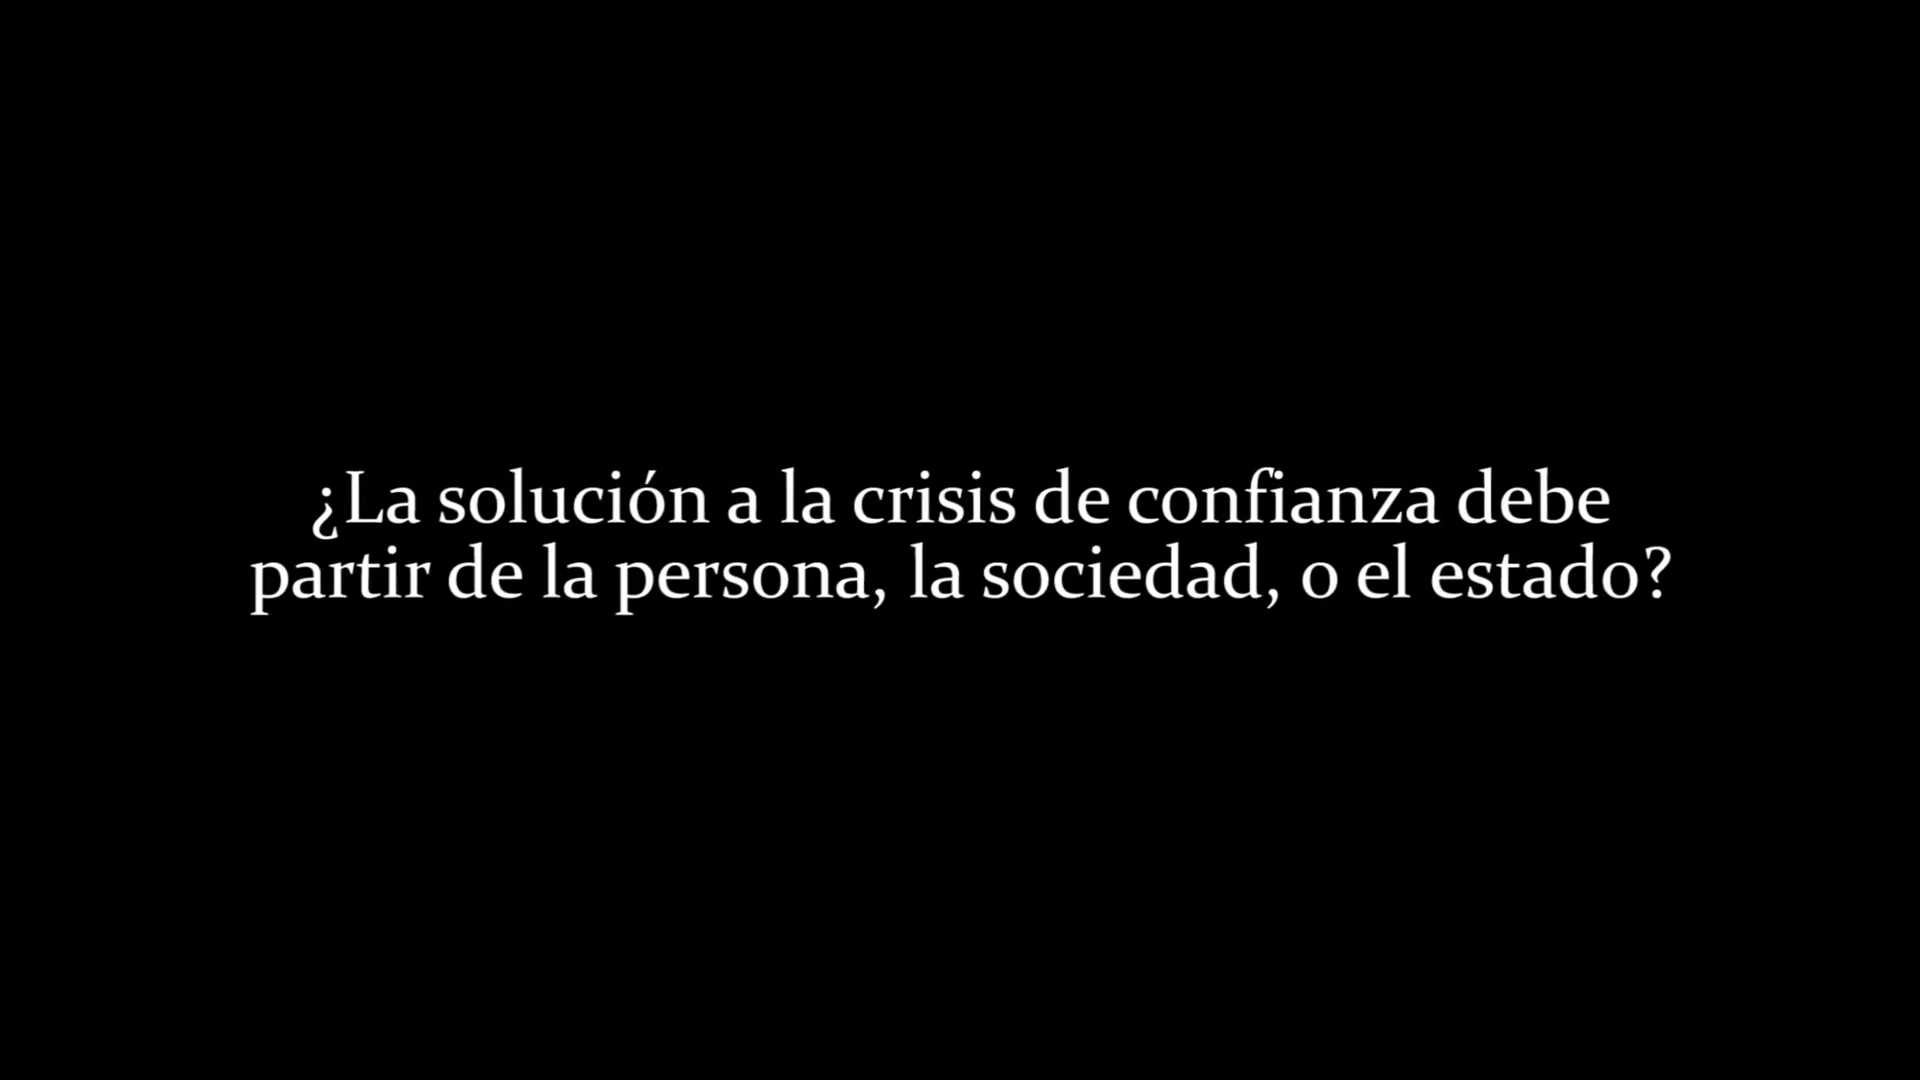 ¿La solución a la crisis de confianza debe
partir de la persona, la sociedad, o el estado?